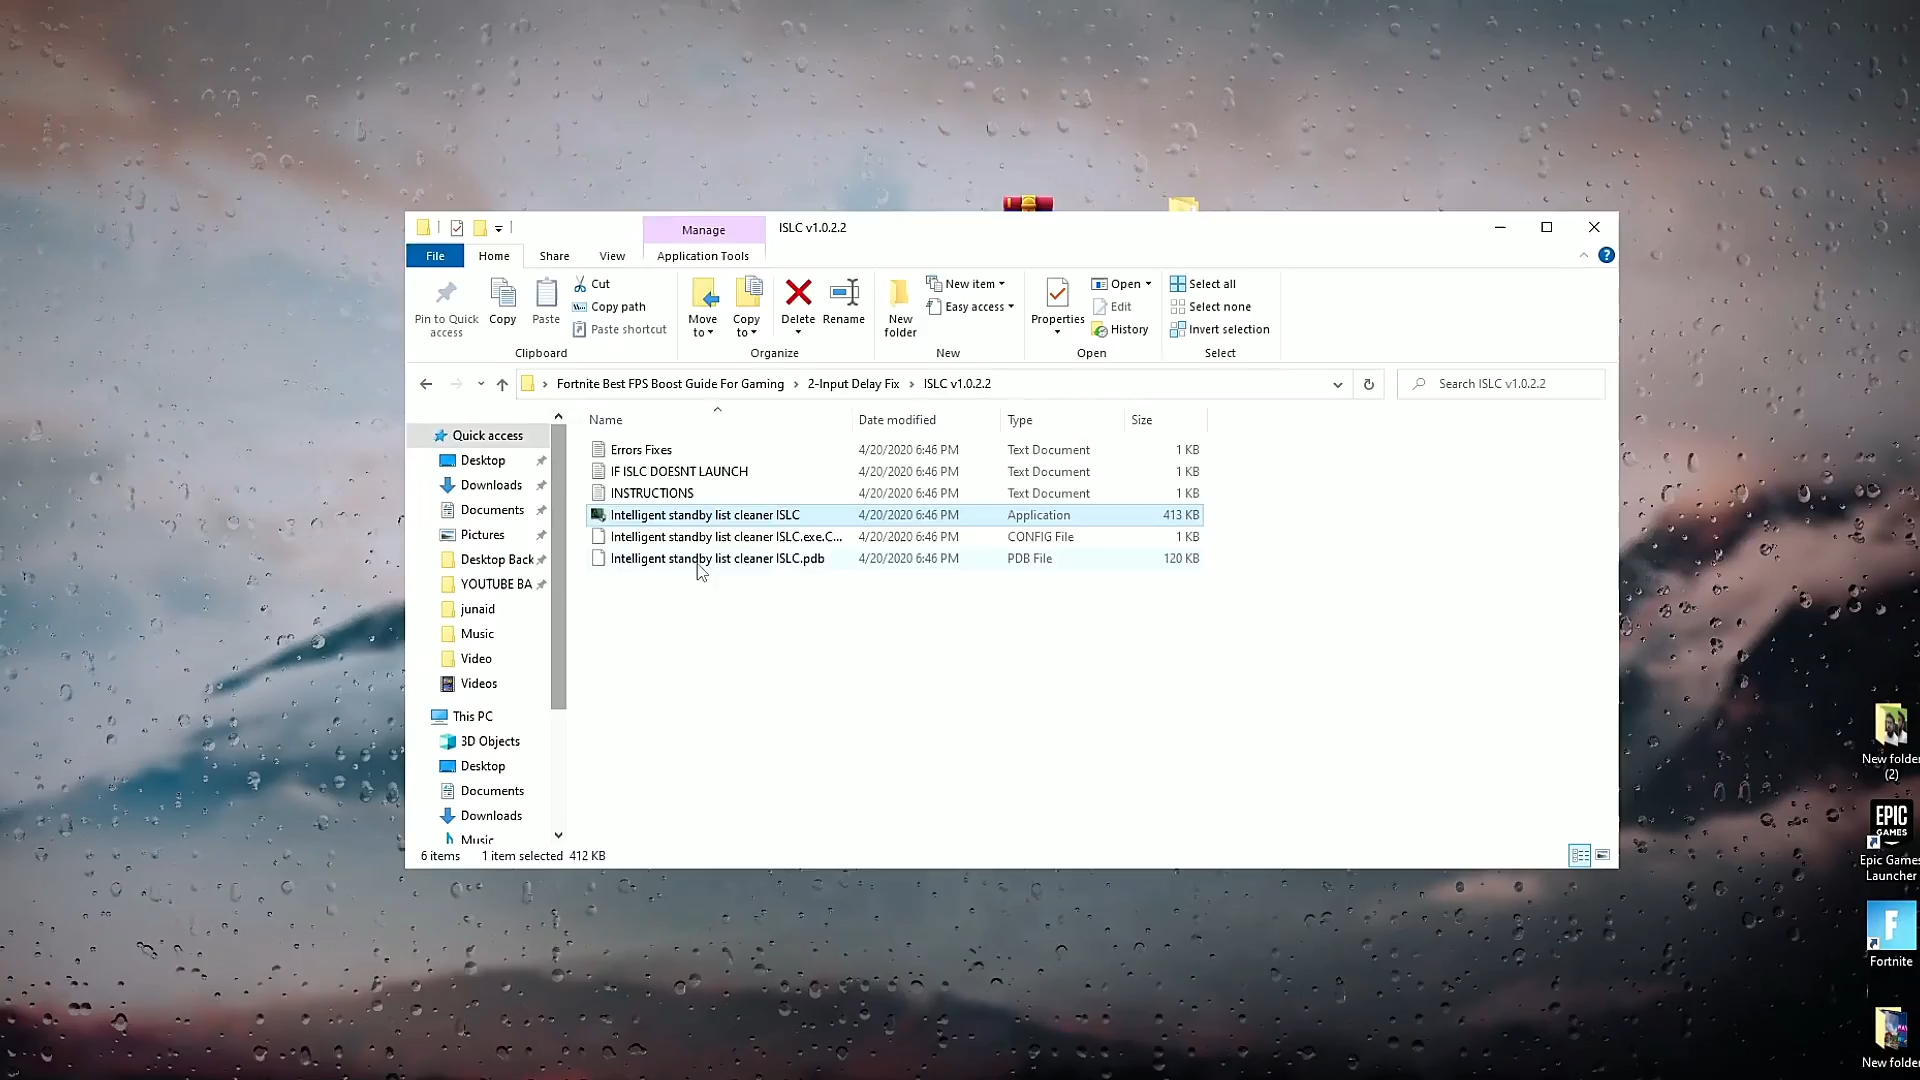 Manage
ISLC v1.0.2.2
File
Home
Share
View
Application Tools
Pin to Quick access
Copy
Paste
Cut
Copy path
Paste shortcut
Clipboard
Move to
Copy to
Delete
Rename
Organize
New folder
New item
Easy access
New
Properties
Open
Edit
History
Open
Select all
Select none
Invert selection
Select
Fortnite Best FPS Boost Guide For Gaming
2-Input Delay Fix
ISLC v1.0.2.2
Search ISLC v1.0.2.2
Name
Date modified
Type
Size
Errors Fixes 4/20/2020 6:46 PM Text Document 1 KB
IF ISLC DOESNT LAUNCH 4/20/2020 6:46 PM Text Document 1 KB
INSTRUCTIONS 4/20/2020 6:46 PM Text Document 1 KB
Intelligent standby list cleaner ISLC 4/20/2020 6:46 PM Application 413 KB
Intelligent standby list cleaner ISLC.exe.C... 4/20/2020 6:46 PM CONFIG File 1 KB
Intelligent standby list cleaner ISLC.pdb 4/20/2020 6:46 PM PDB File 120 KB
Quick access
Desktop
Downloads
Documents
Pictures
Desktop Back
YOUTUBE BA
junaid
Music
Video
Videos
This PC
3D Objects
Desktop
Documents
Downloads
Music
6 items
1 item selected 412 KB
New folder
(2)
EPIC
GAMES
Epic Games
Launcher
F
Fortnite
New folder